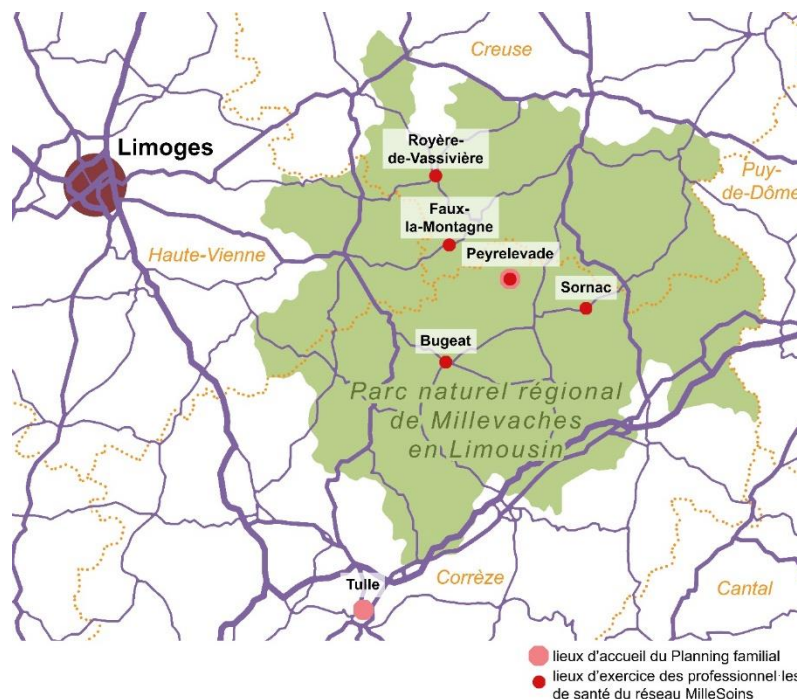 Creuse
Limoges
Royère-
de-Vassivière
Puy-
de-Dôme
Faux-
la-Montagne
Haute-Vienne
Peyrelevade
Sornac
Bugeat
Parc naturel régional
de Millevaches
en Limousin
Tulle
Corrèze
Cantal
lieux d'accueil du Planning familial
lieux d'exercice des professionnel·les
de santé du réseau MilleSoins